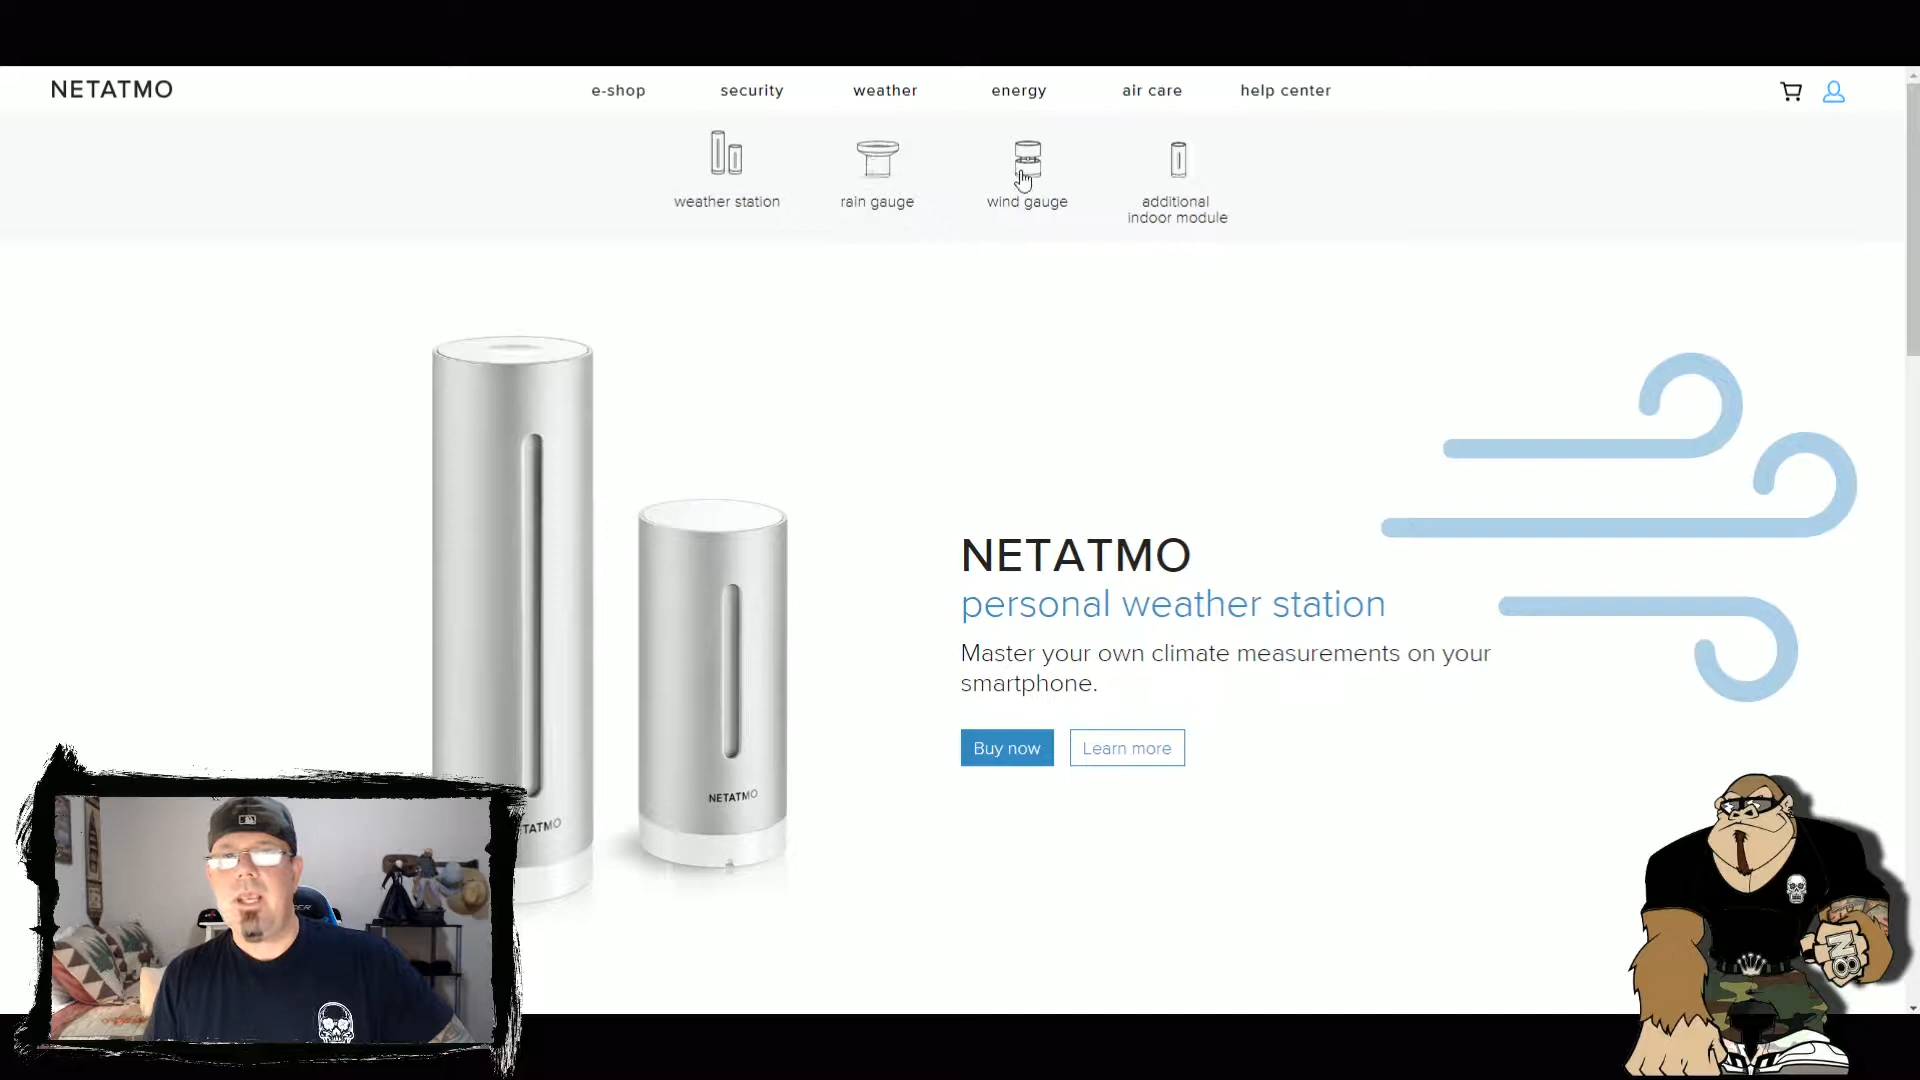 NETATMO
e-shop
security
weather
energy
air care
help center
weather station
rain gauge
wind gauge
additional
indoor module
NETATMO
personal weather station
Master your own climate measurements on your
smartphone.
Buy now
Learn more
NETATMO
TATMO